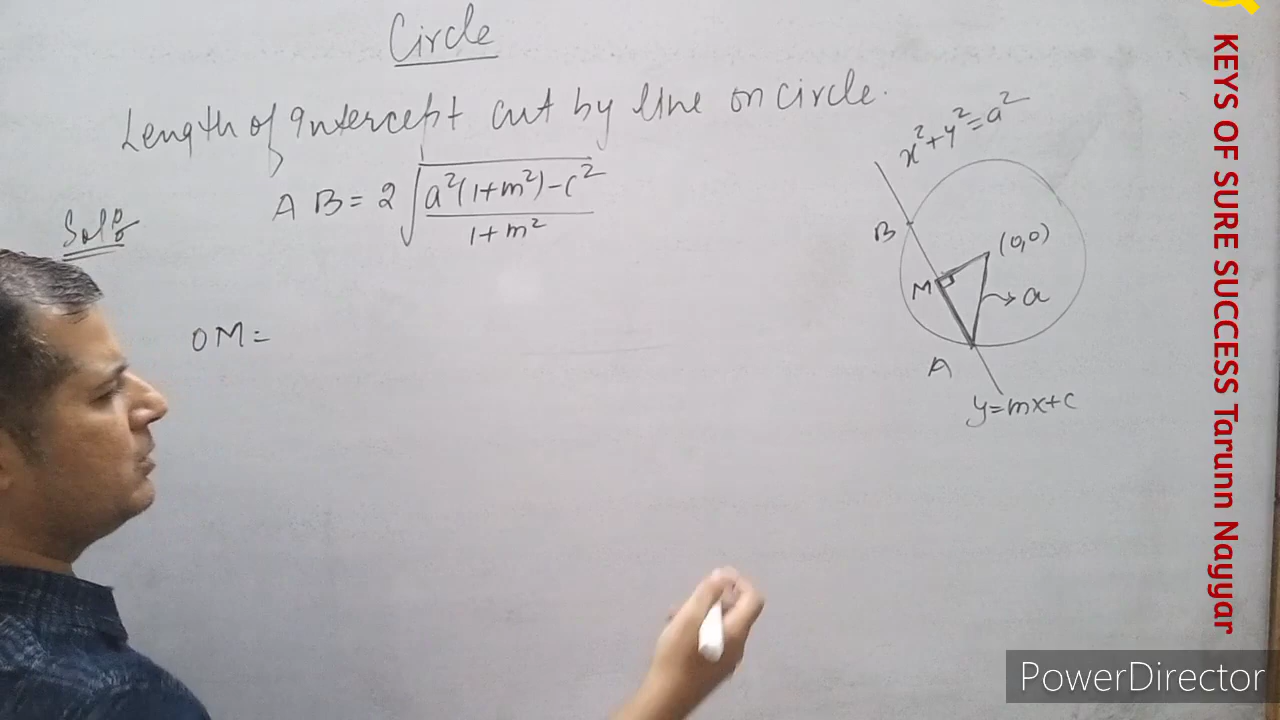 Circle
Length of intercept cut by line on circle.
AB = 2√((a²(1+m²)-c²)/(1+m²))
Solⁿ
OM =
x²+y²=a²
B
(0,0)
M
a
A
y=mx+c
KEYS OF SURE SUCCESS Tarunn Nayyar
PowerDirector